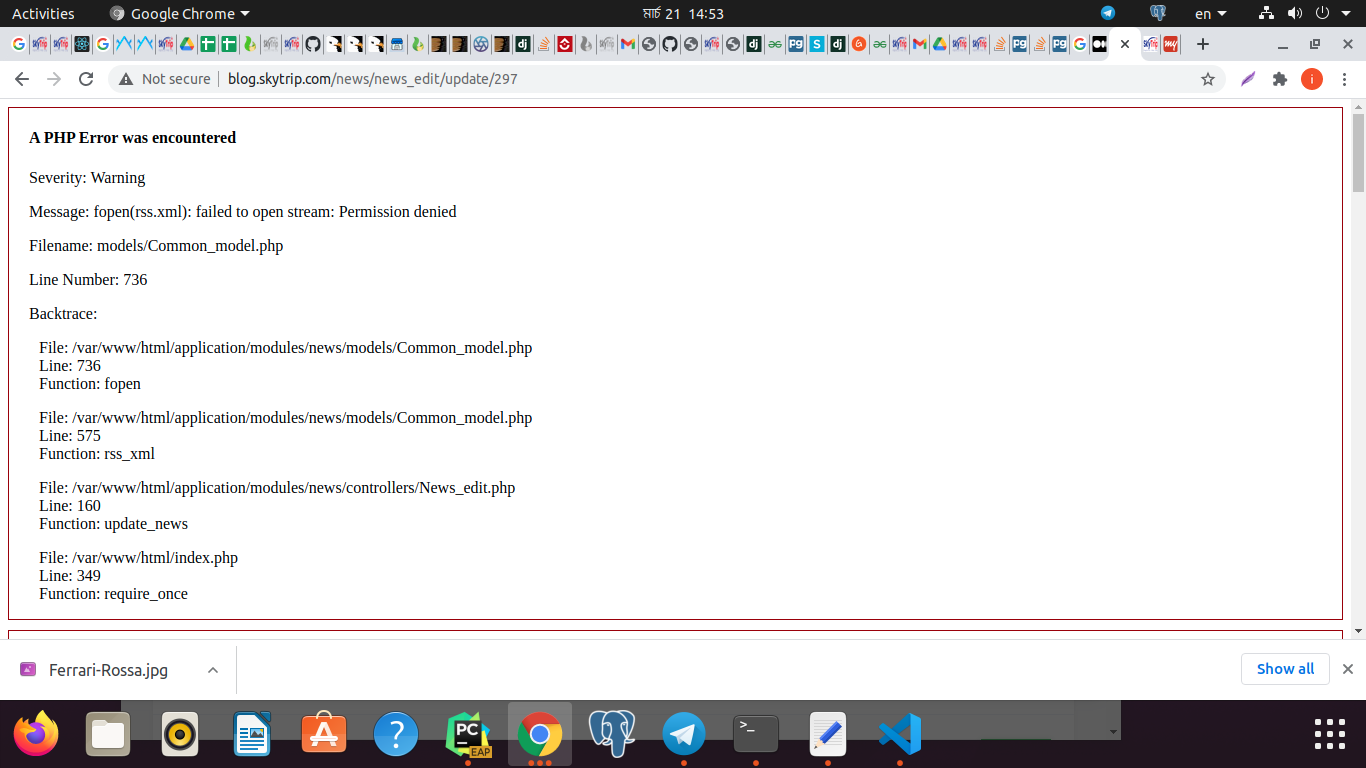 Activities
Google Chrome
মার্চ 21 14:53
en
Not secure
blog.skytrip.com/news/news_edit/update/297
i
A PHP Error was encountered
Severity: Warning
Message: fopen(rss.xml): failed to open stream: Permission denied
Filename: models/Common_model.php
Line Number: 736
Backtrace:
File: /var/www/html/application/modules/news/models/Common_model.php
Line: 736
Function: fopen
File: /var/www/html/application/modules/news/models/Common_model.php
Line: 575
Function: rss_xml
File: /var/www/html/application/modules/news/controllers/News_edit.php
Line: 160
Function: update_news
File: /var/www/html/index.php
Line: 349
Function: require_once
Ferrari-Rossa.jpg
Show all
PC
EAP